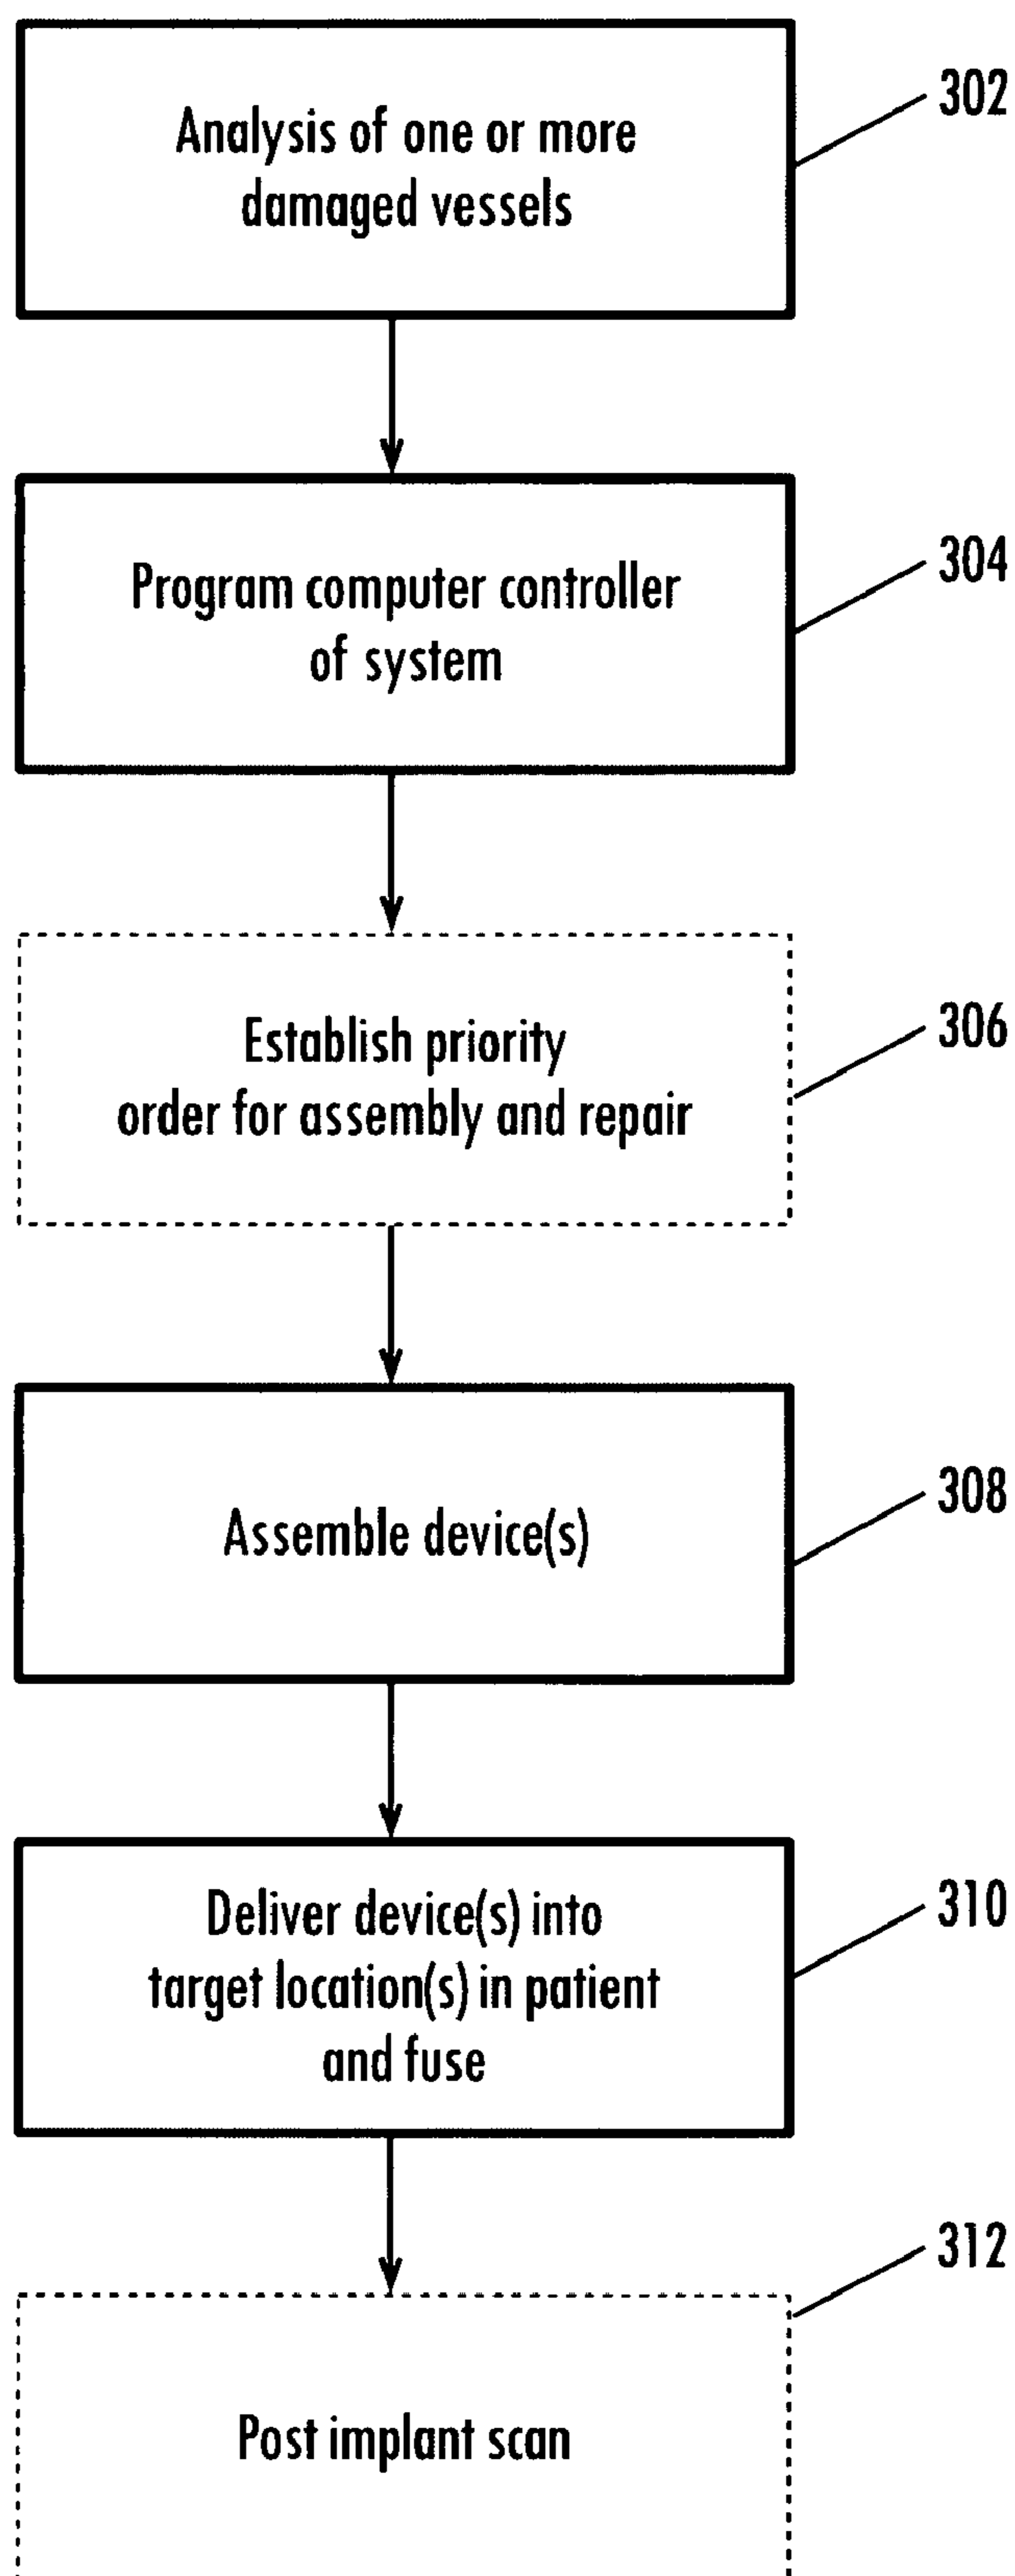 Analysis of one or more
damaged vessels
302
Program computer controller
of system
304
Establish priority
order for assembly and repair
306
Assemble device(s)
308
Deliver device(s) into
target location(s) in patient
and fuse
310
Post implant scan
312